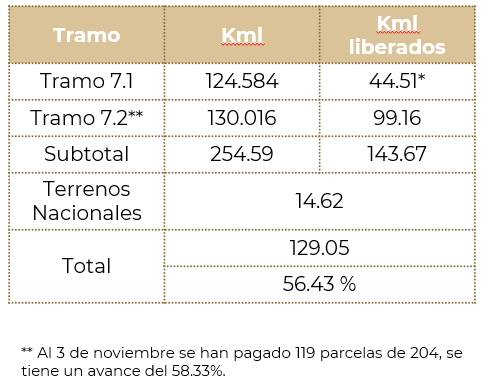 Tramo Kml Kml liberados
Tramo 7.1 124.584 44.51*
Tramo 7.2** 130.016 99.16
Subtotal 254.59 143.67
Terrenos Nacionales 14.62
Total 129.05
56.43 %
** Al 3 de noviembre se han pagado 119 parcelas de 204, se
tiene un avance del 58.33%.